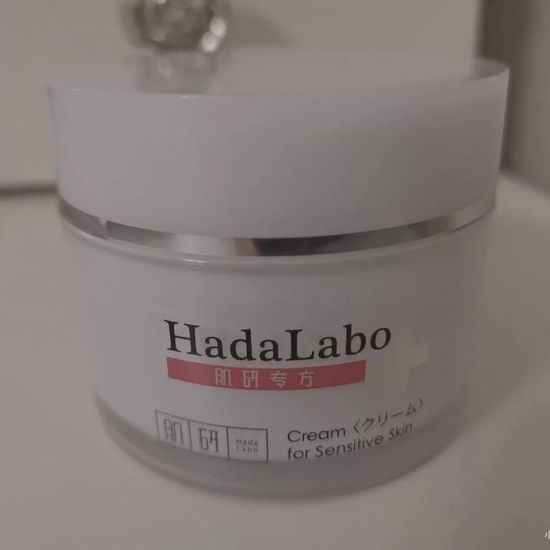 HadaLabo
肌研专方
肌研
Hada
Labo
Cream〈クリーム〉
for Sensitive Skin